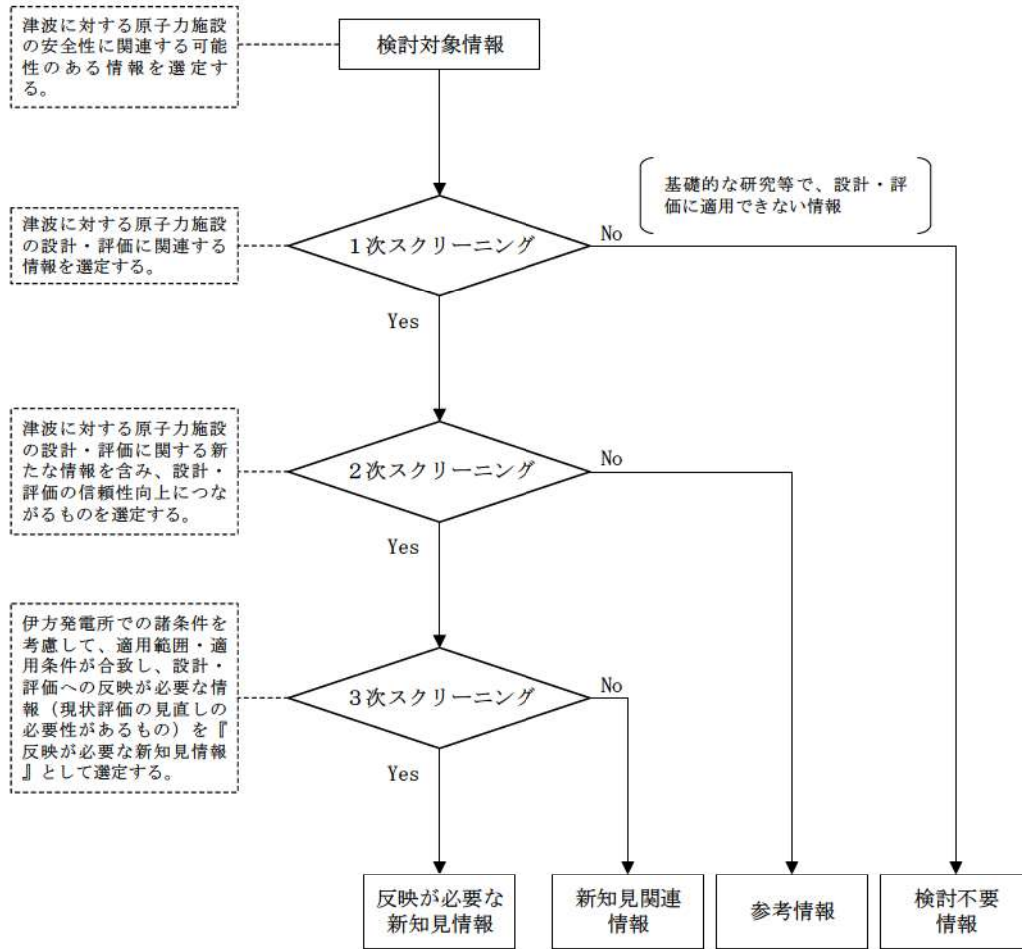 津波に対する原子力施設
の安全性に関連する可能
性のある情報を選定す
る。
検討対象情報
基礎的な研究等で、設計・評
価に適用できない情報
津波に対する原子力施設
の設計・評価に関連する
情報を選定する。
1次スクリーニング
No
Yes
津波に対する原子力施設
の設計・評価に関する新
たな情報を含み、設計・
評価の信頼性向上につな
がるものを選定する。
2次スクリーニング
No
Yes
伊方発電所での諸条件を
考慮して、適用範囲・適
用条件が合致し、設計・
評価への反映が必要な情
報（現状評価の見直しの
必要性があるもの）を『
反映が必要な新知見情報
』として選定する。
3次スクリーニング
No
Yes
反映が必要な
新知見情報
新知見関連
情報
参考情報
検討不要
情報